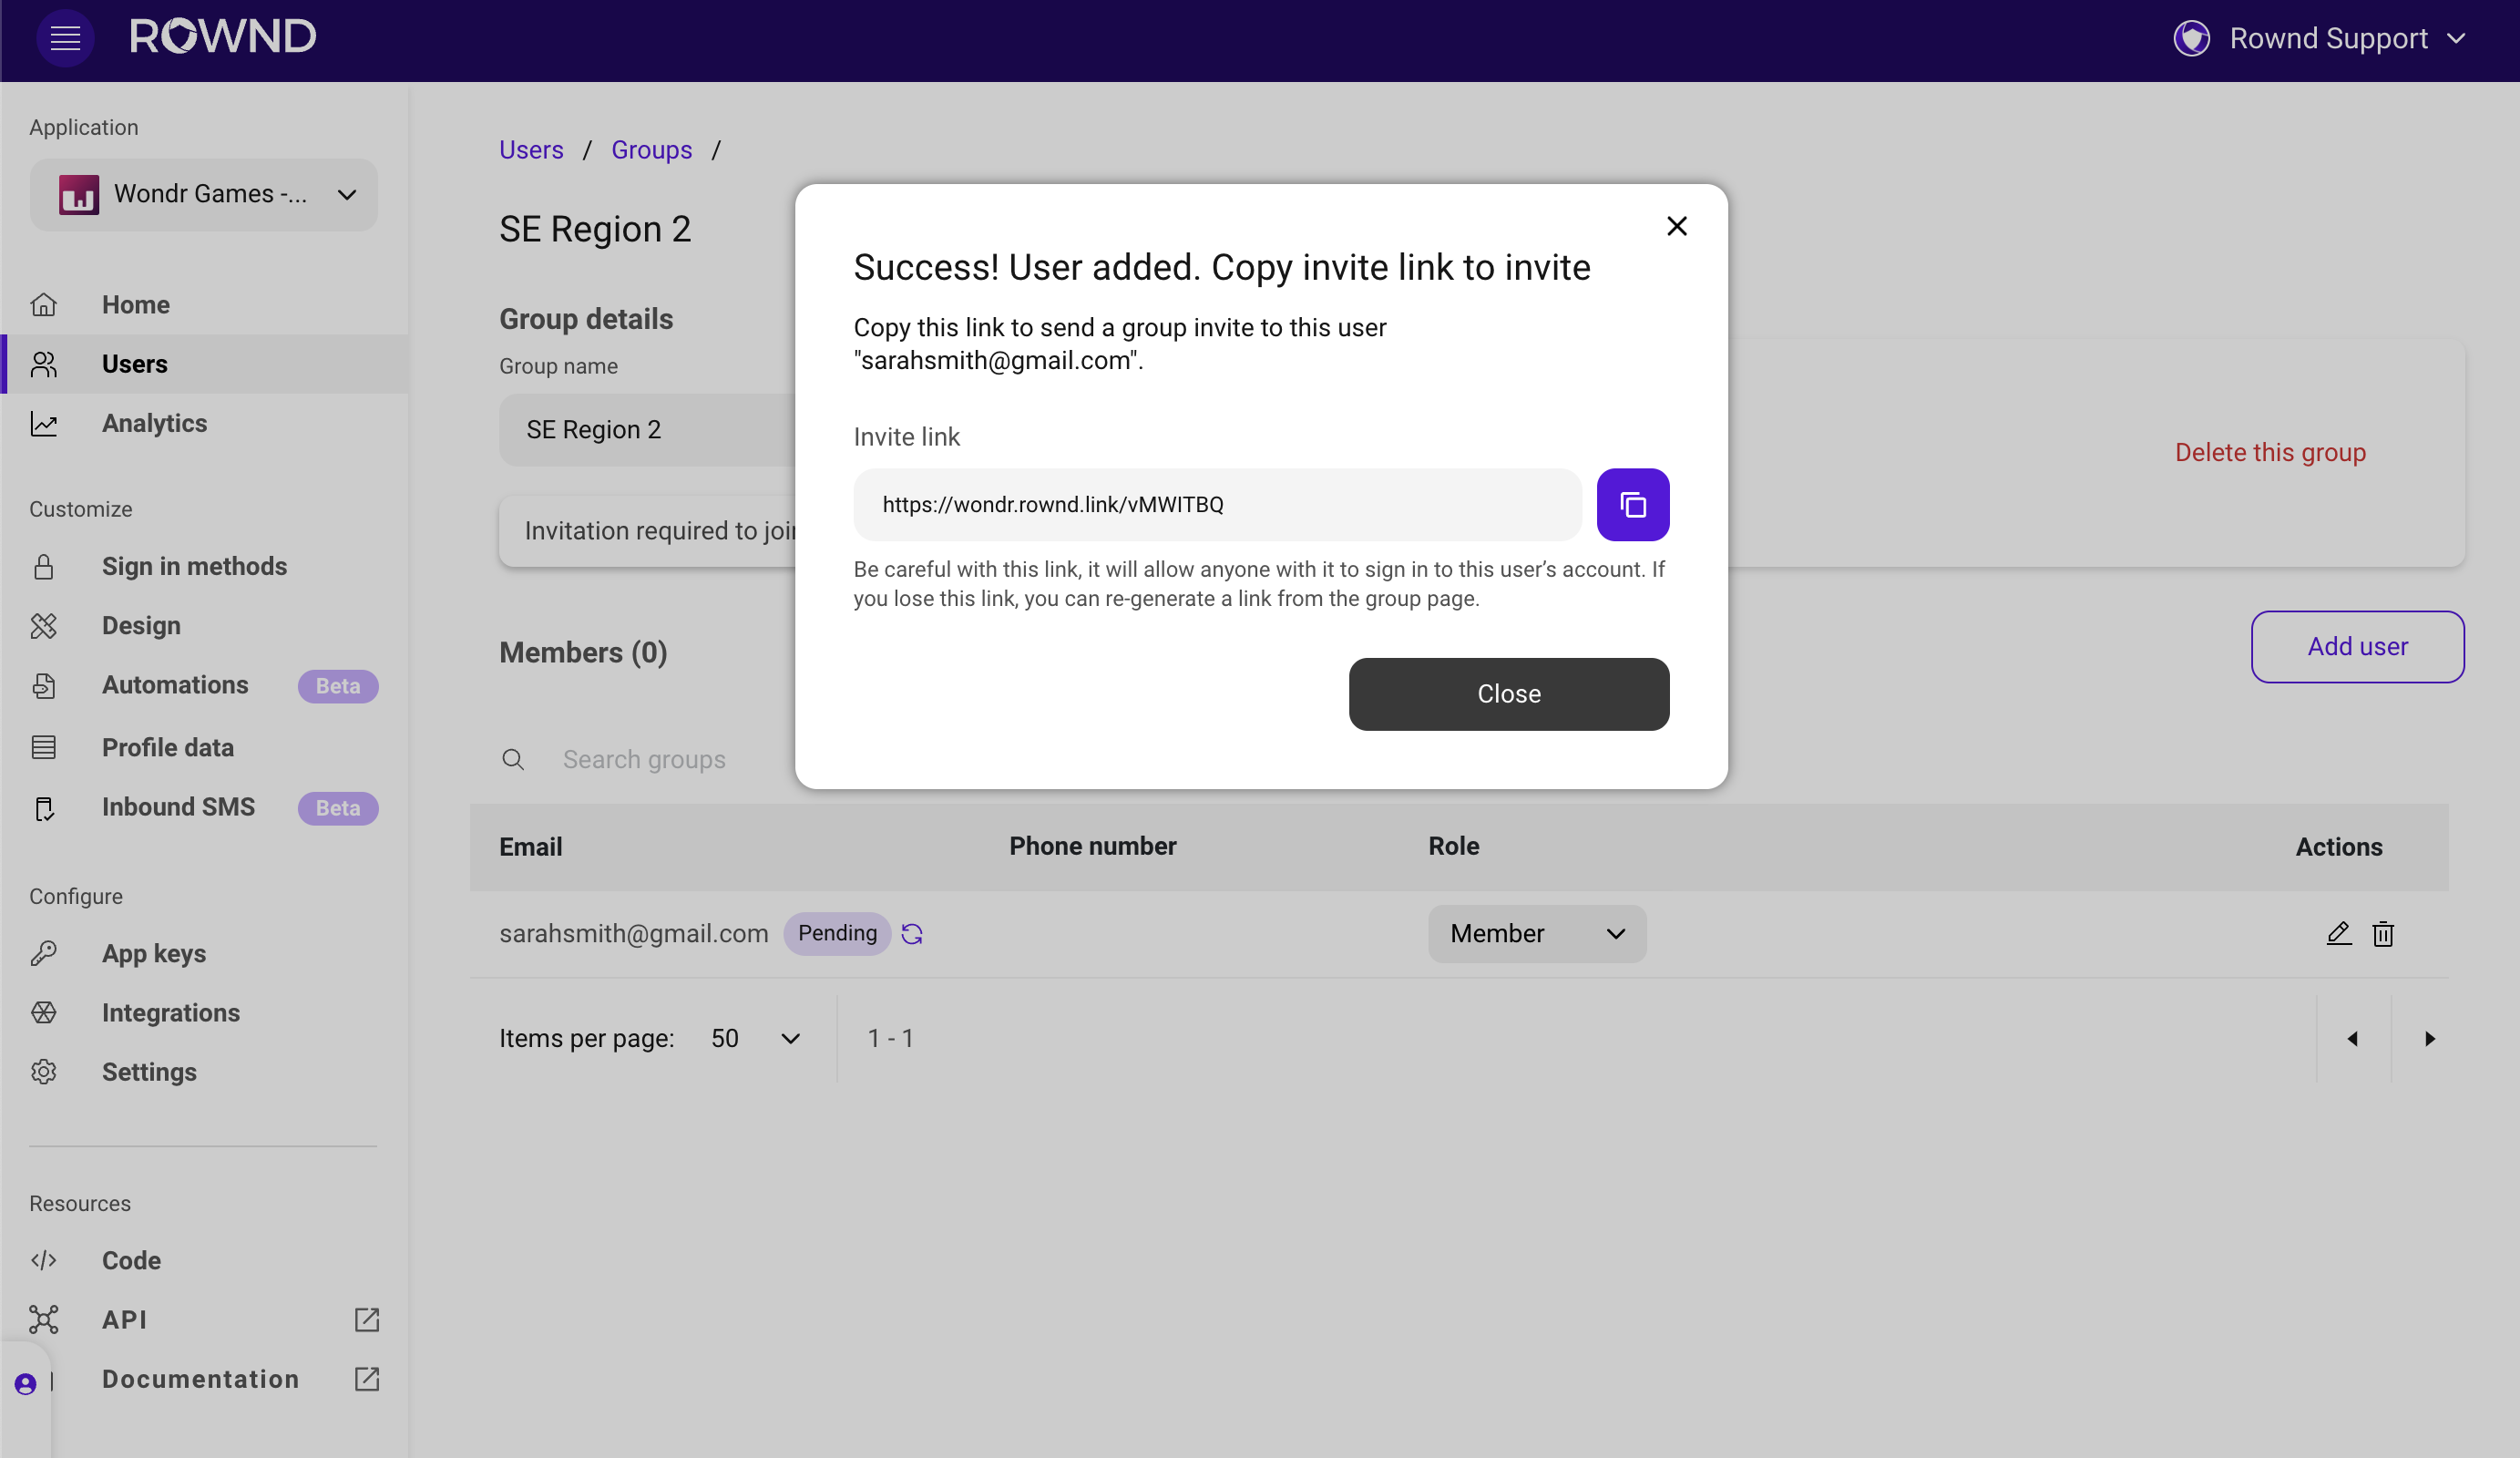 ROWND
Rownd Support
Application
Wondr Games -...
Home
Users
Analytics
Customize
Sign in methods
Design
Automations Beta
Profile data
Inbound SMS Beta
Configure
App keys
Integrations
Settings
Resources
Code
API
Documentation
Users / Groups /
SE Region 2
Group details
Group name
SE Region 2
Invitation required to joi
Delete this group
Members (0)
Add user
Search groups
Email Phone number Role Actions
sarahsmith@gmail.com Pending Member
Items per page: 50 1 - 1
Success! User added. Copy invite link to invite
Copy this link to send a group invite to this user
"sarahsmith@gmail.com".
Invite link
https://wondr.rownd.link/vMWITBQ
Be careful with this link, it will allow anyone with it to sign in to this user’s account. If
you lose this link, you can re-generate a link from the group page.
Close